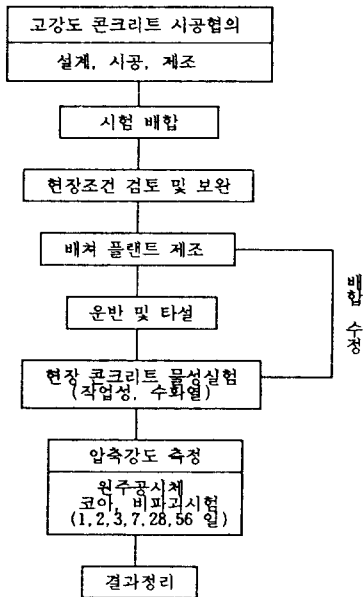 고강도 콘크리트 시공협의
설계, 시공, 제조
시험 배합
현장조건 검토 및 보완
배쳐 플랜트 제조
운반 및 타설
배합 수정
현장 콘크리트 물성실험
(작업성, 수화열)
압축강도 측정
원주공시체
코아, 비파괴시험
(1,2,3,7,28,56 일)
결과정리